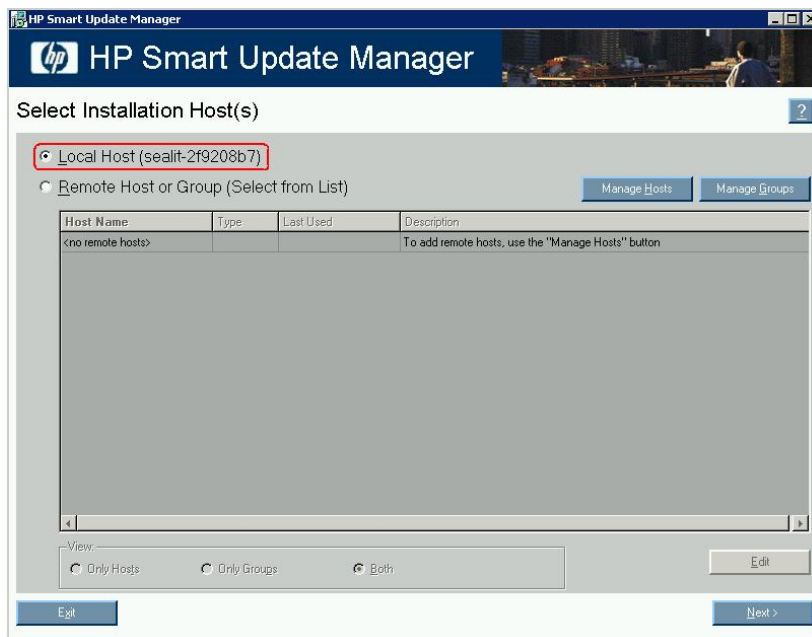 HP Smart Update Manager
hp HP Smart Update Manager
Select Installation Host(s)
?
Local Host (sealit-2f9208b7)
Remote Host or Group (Select from List)
Manage Hosts Manage Groups
Host Name Type Last Used Description
<no remote hosts> To add remote hosts, use the "Manage Hosts" button
View:
Only Hosts Only Groups Both
Edit
Exit Next >